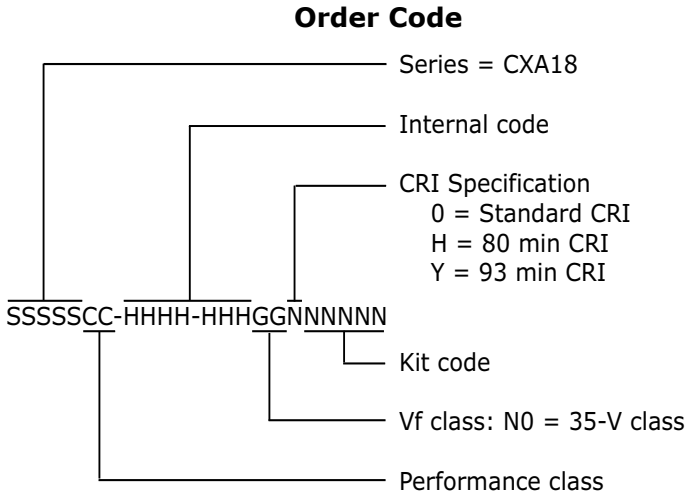 Order Code
Series = CXA18
Internal code
CRI Specification
0 = Standard CRI
H = 80 min CRI
Y = 93 min CRI
SSSSSCC-HHHH-HHHGGNNNNNN
Kit code
Vf class: N0 = 35-V class
Performance class